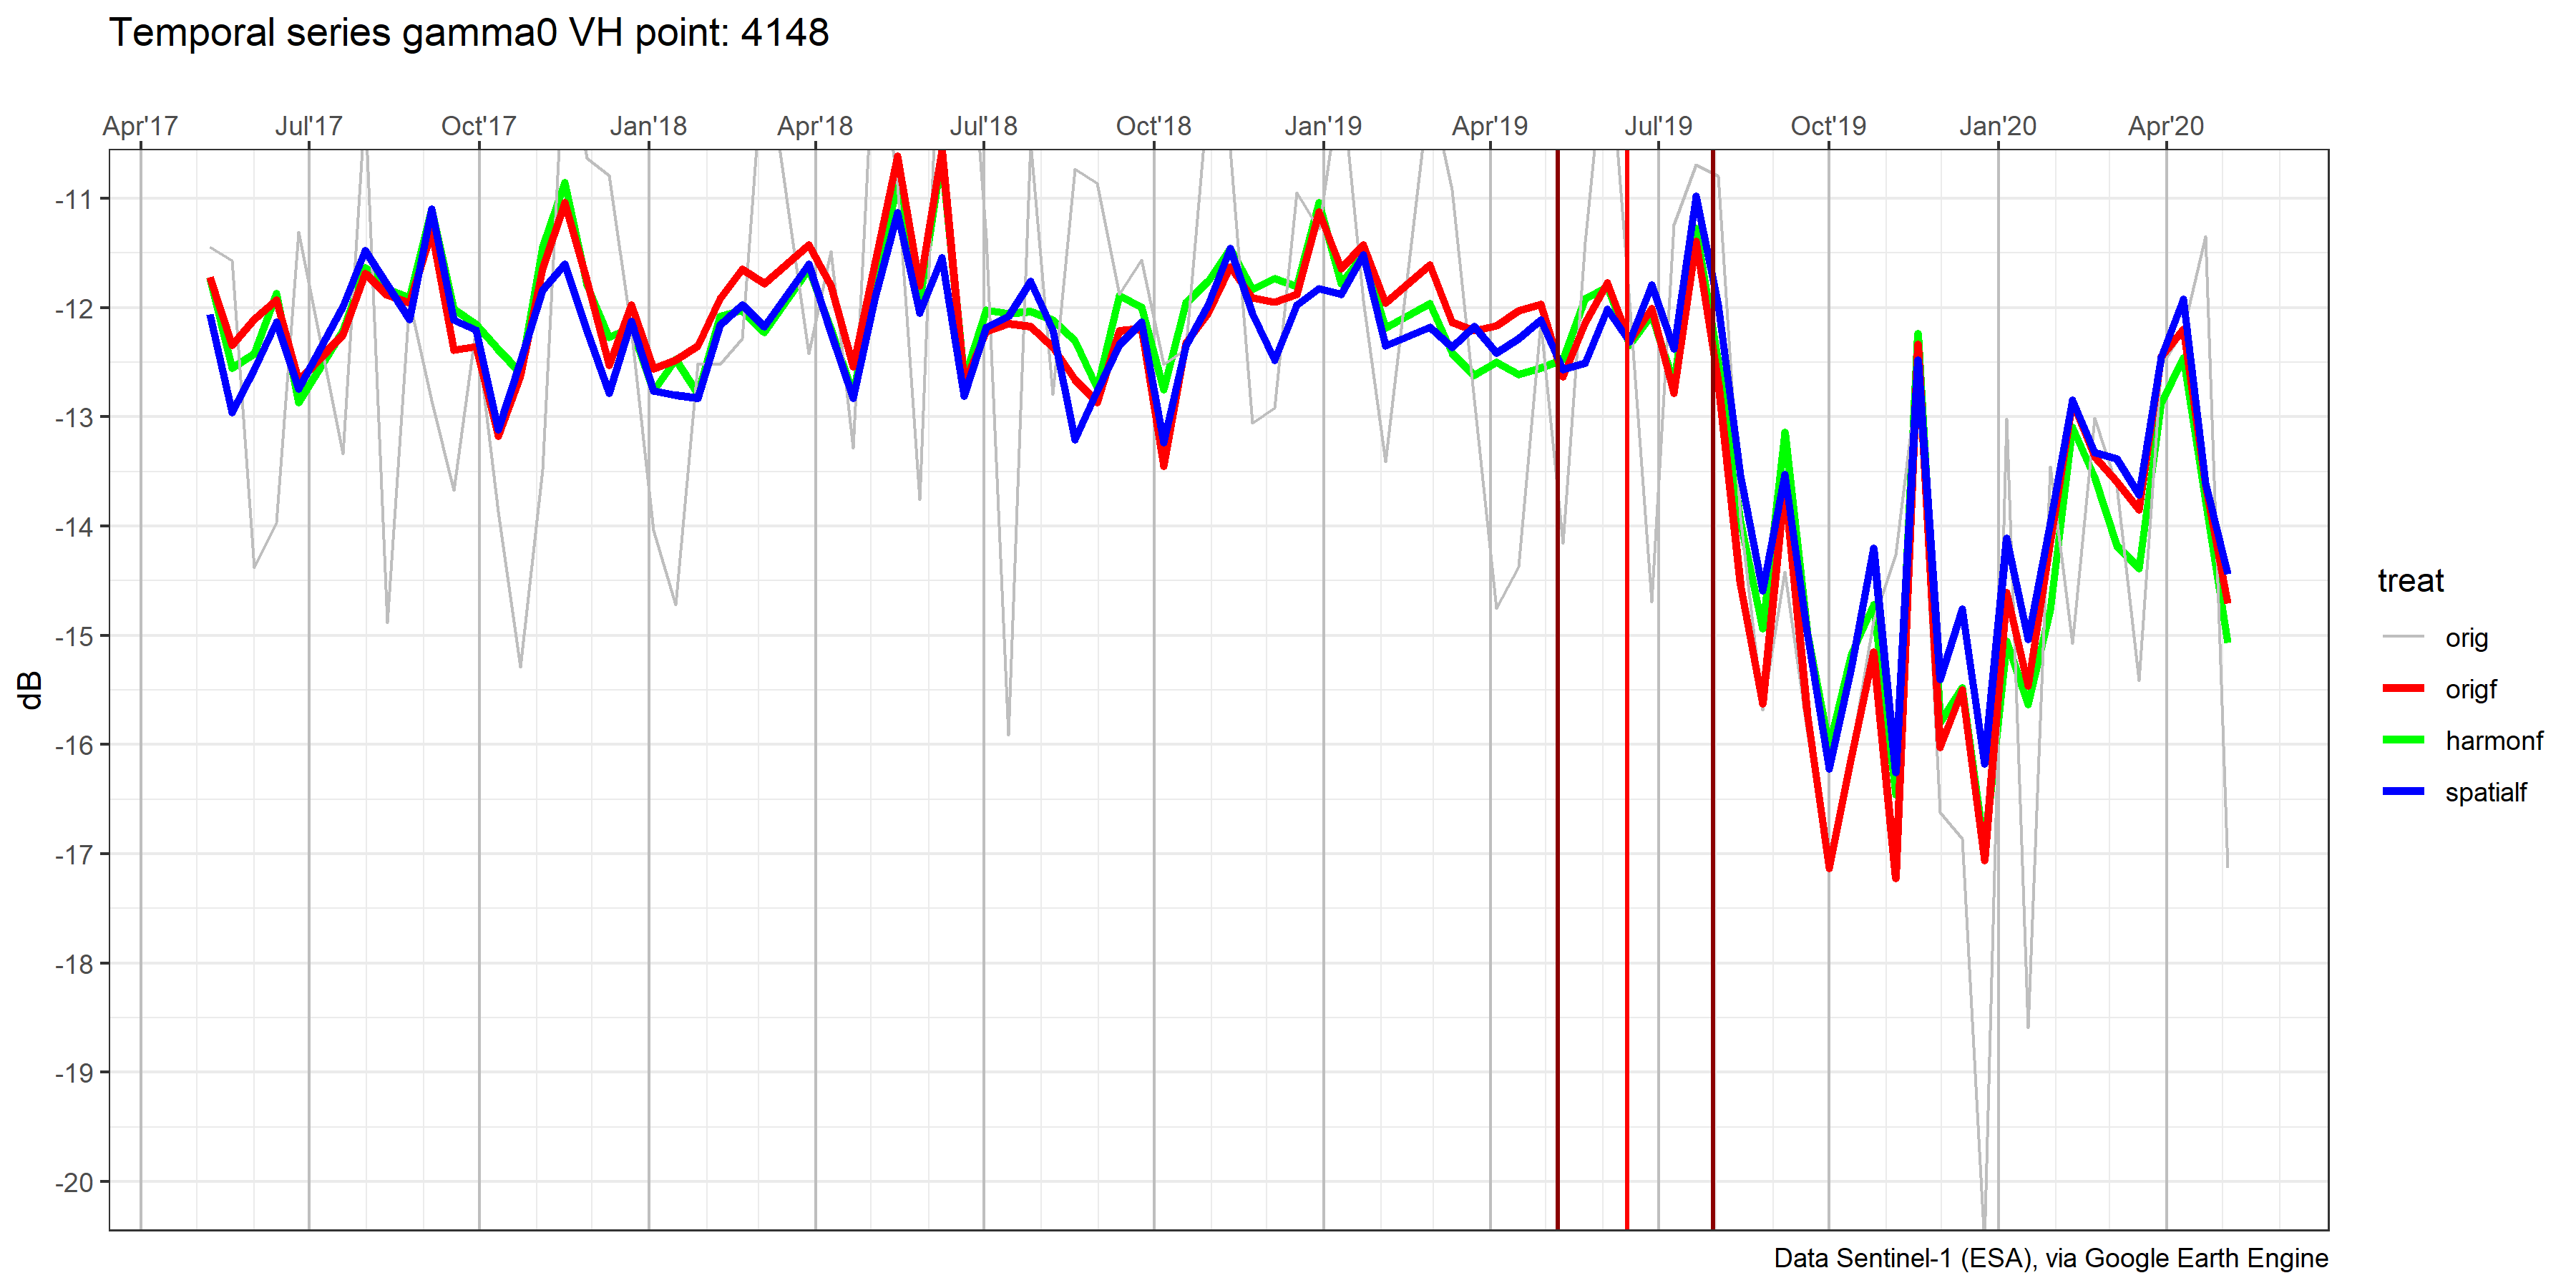 Temporal series gamma0 VH point: 4148
Apr'17 Jul'17 Oct'17 Jan'18 Apr'18 Jul'18 Oct'18 Jan'19 Apr'19 Jul'19 Oct'19 Jan'20 Apr'20
-11
-12
-13
-14
-15
-16
-17
-18
-19
-20
dB
treat
orig
origf
harmonf
spatialf
Data Sentinel-1 (ESA), via Google Earth Engine